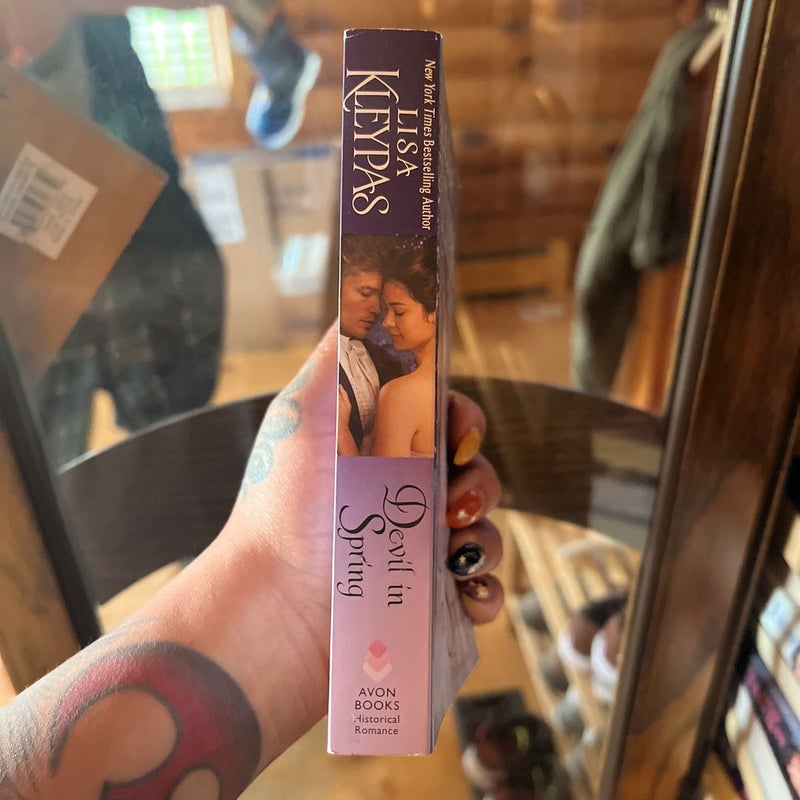 New York Times Bestselling Author
LISA
KLEYPAS
Devil in
Spring
AVON
BOOKS
Historical
Romance